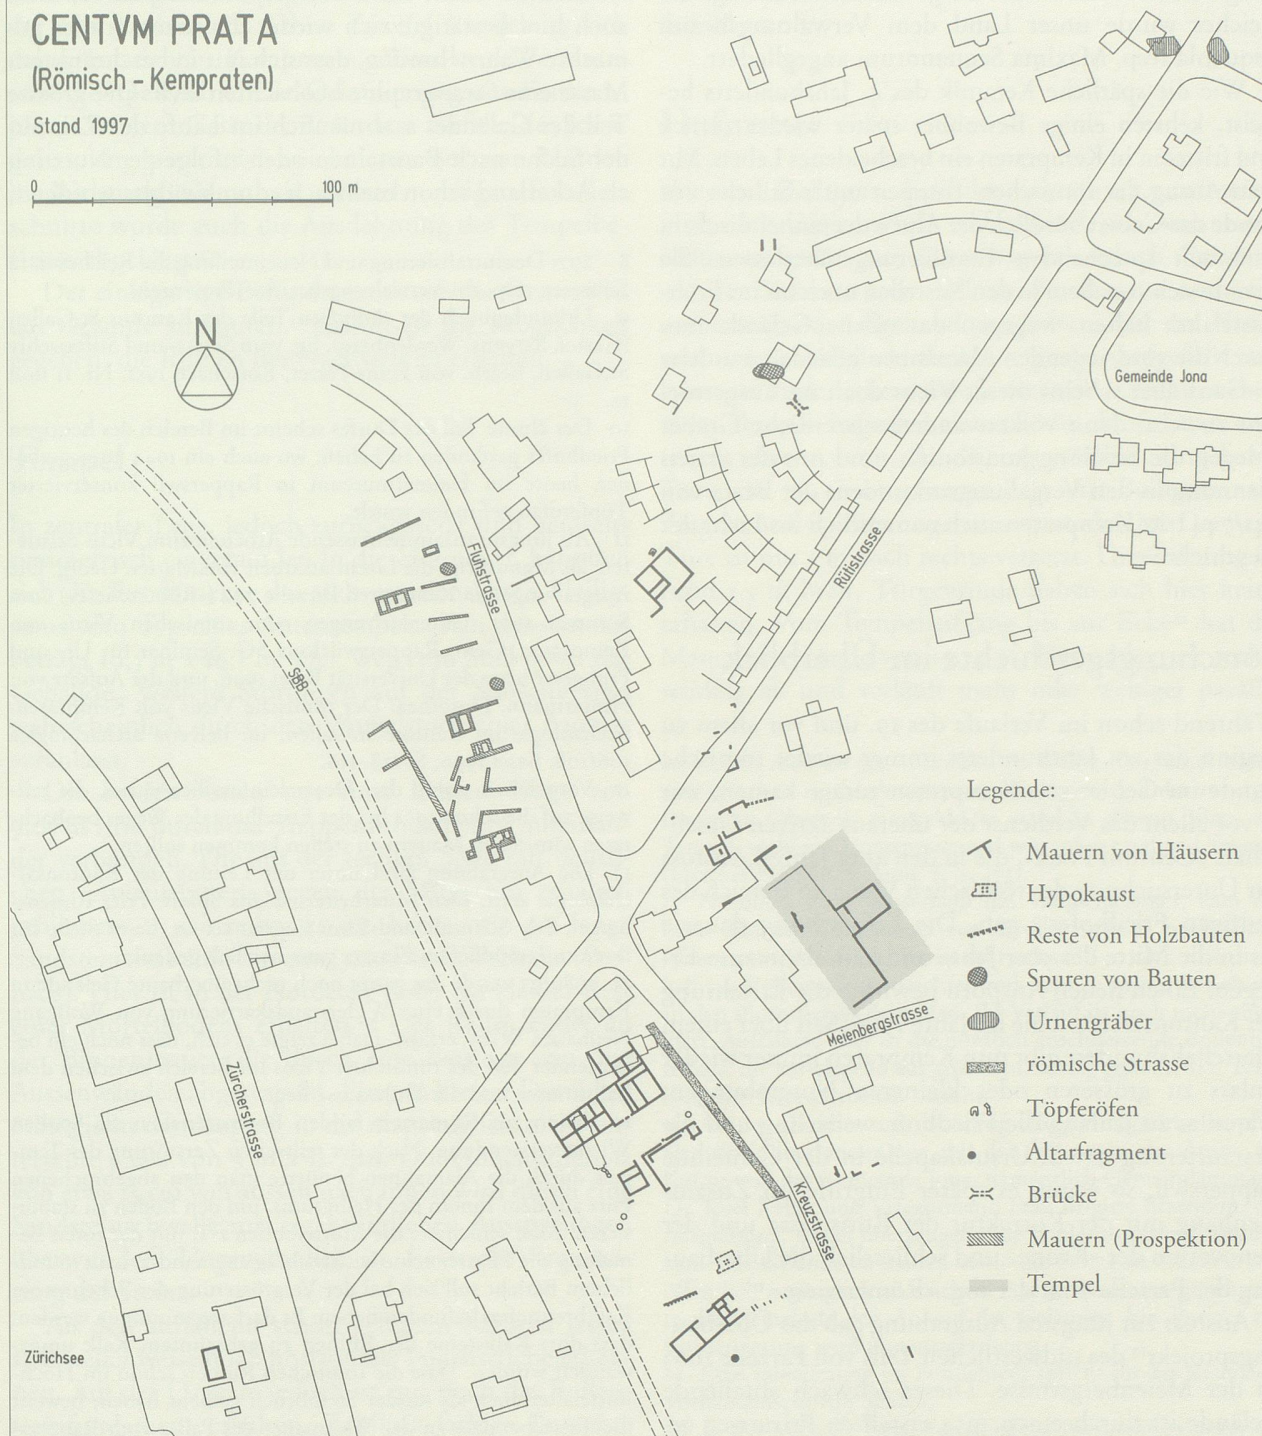 CENTVM PRATA
(Römisch – Kempraten)
Stand 1997
0 100 m
N
Gemeinde Jona
Fluhstrasse
Rütistrasse
SBB
Legende:
Mauern von Häusern
Hypokaust
Reste von Holzbauten
Spuren von Bauten
Urnengräber
römische Strasse
Töpferöfen
Altarfragment
Brücke
Mauern (Prospektion)
Tempel
Meienbergstrasse
Zürcherstrasse
Kreuzstrasse
Zürichsee